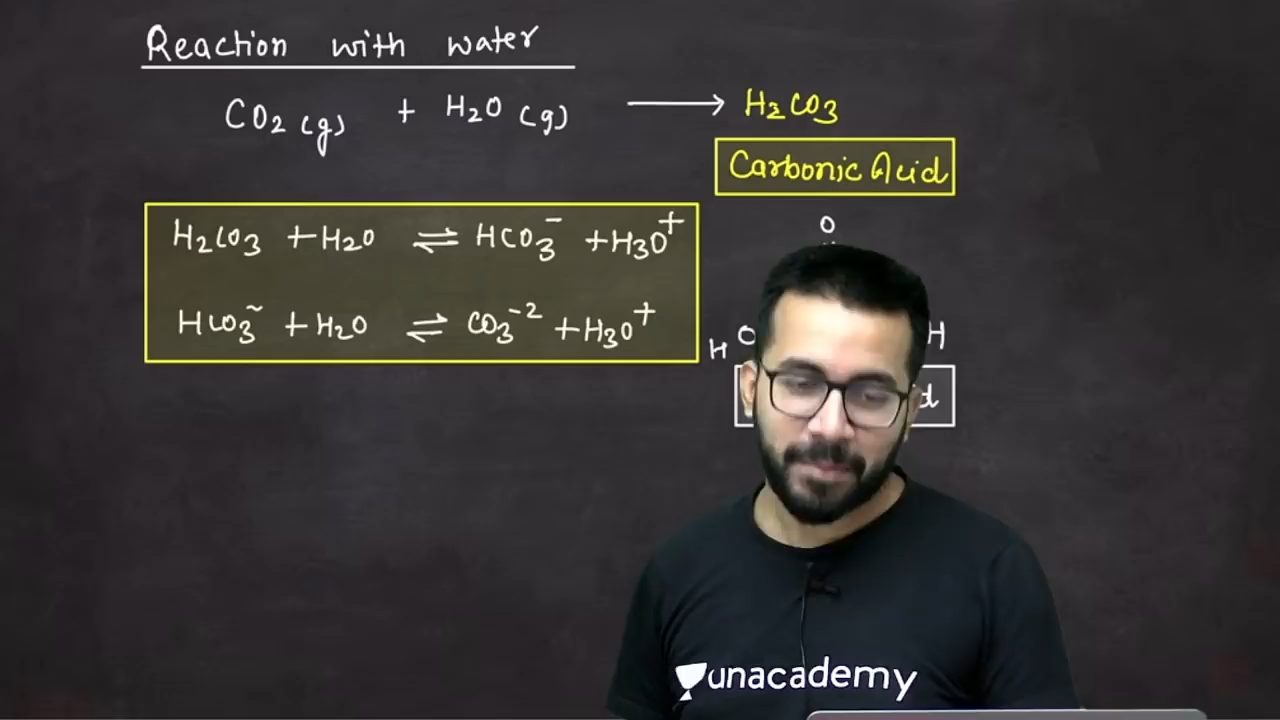 Reaction with water
CO2 (g) + H2O (g) ⟶ H2CO3
Carbonic Acid
H2CO3 + H2O ⇌ HCO3⁻ + H3O⁺
HCO3~ + H2O ⇌ CO3⁻² + H3O⁺
O
H O H
d
unacademy